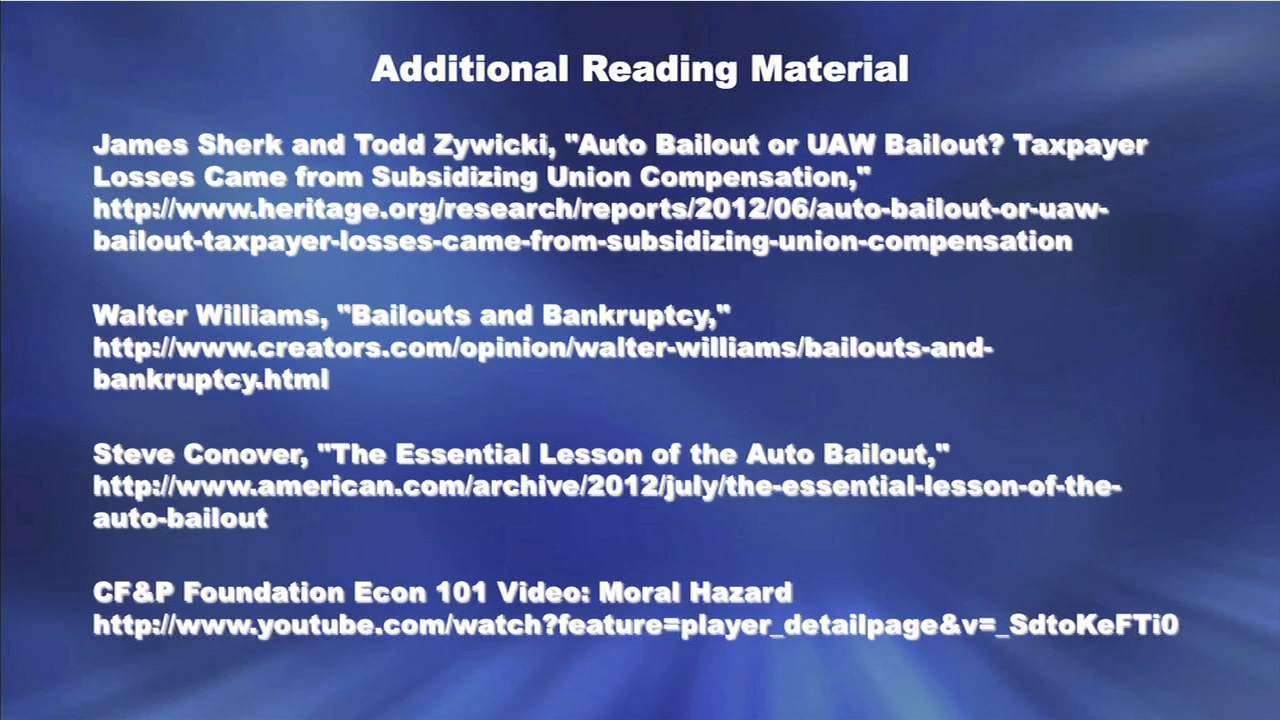 Additional Reading Material
James Sherk and Todd Zywicki, "Auto Bailout or UAW Bailout? Taxpayer
Losses Came from Subsidizing Union Compensation,"
http://www.heritage.org/research/reports/2012/06/auto-bailout-or-uaw-
bailout-taxpayer-losses-came-from-subsidizing-union-compensation
Walter Williams, "Bailouts and Bankruptcy,"
http://www.creators.com/opinion/walter-williams/bailouts-and-
bankruptcy.html
Steve Conover, "The Essential Lesson of the Auto Bailout,"
http://www.american.com/archive/2012/july/the-essential-lesson-of-the-
auto-bailout
CF&P Foundation Econ 101 Video: Moral Hazard
http://www.youtube.com/watch?feature=player_detailpage&v=_SdtoKeFTi0